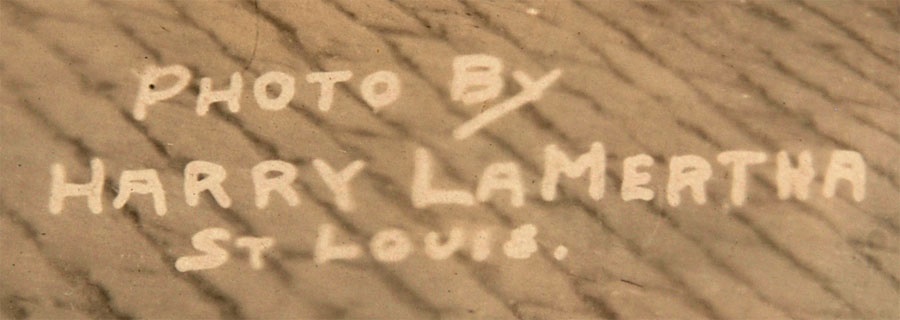 PHOTO BY
HARRY LAMERTHA
ST LOUIS.